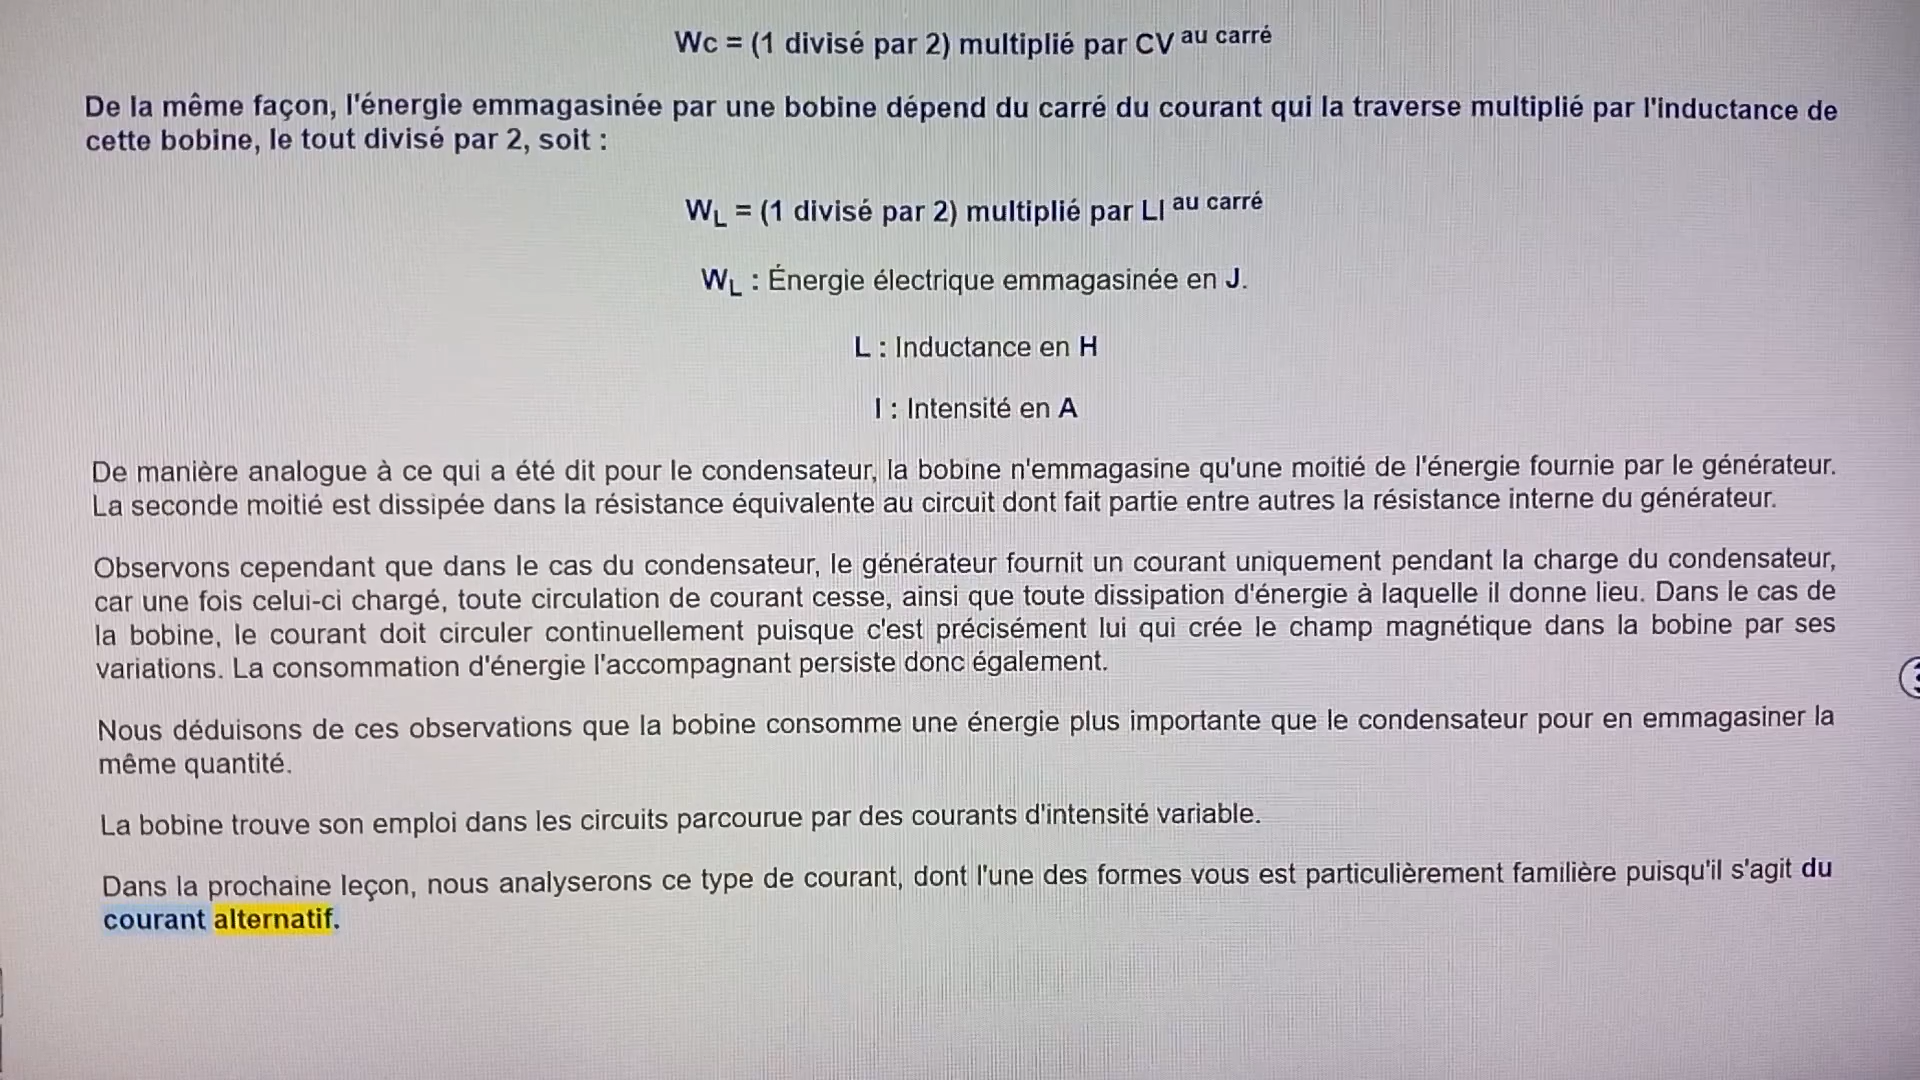 Wc = (1 divisé par 2) multiplié par CV au carré
De la même façon, l'énergie emmagasinée par une bobine dépend du carré du courant qui la traverse multiplié par l'inductance de
cette bobine, le tout divisé par 2, soit :
WL = (1 divisé par 2) multiplié par LI au carré
WL : Énergie électrique emmagasinée en J.
L : Inductance en H
I : Intensité en A
De manière analogue à ce qui a été dit pour le condensateur, la bobine n'emmagasine qu'une moitié de l'énergie fournie par le générateur.
La seconde moitié est dissipée dans la résistance équivalente au circuit dont fait partie entre autres la résistance interne du générateur.
Observons cependant que dans le cas du condensateur, le générateur fournit un courant uniquement pendant la charge du condensateur,
car une fois celui-ci chargé, toute circulation de courant cesse, ainsi que toute dissipation d'énergie à laquelle il donne lieu. Dans le cas de
la bobine, le courant doit circuler continuellement puisque c'est précisément lui qui crée le champ magnétique dans la bobine par ses
variations. La consommation d'énergie l'accompagnant persiste donc également.
Nous déduisons de ces observations que la bobine consomme une énergie plus importante que le condensateur pour en emmagasiner la
même quantité.
La bobine trouve son emploi dans les circuits parcourue par des courants d'intensité variable.
Dans la prochaine leçon, nous analyserons ce type de courant, dont l'une des formes vous est particulièrement familière puisqu'il s'agit du
courant alternatif.